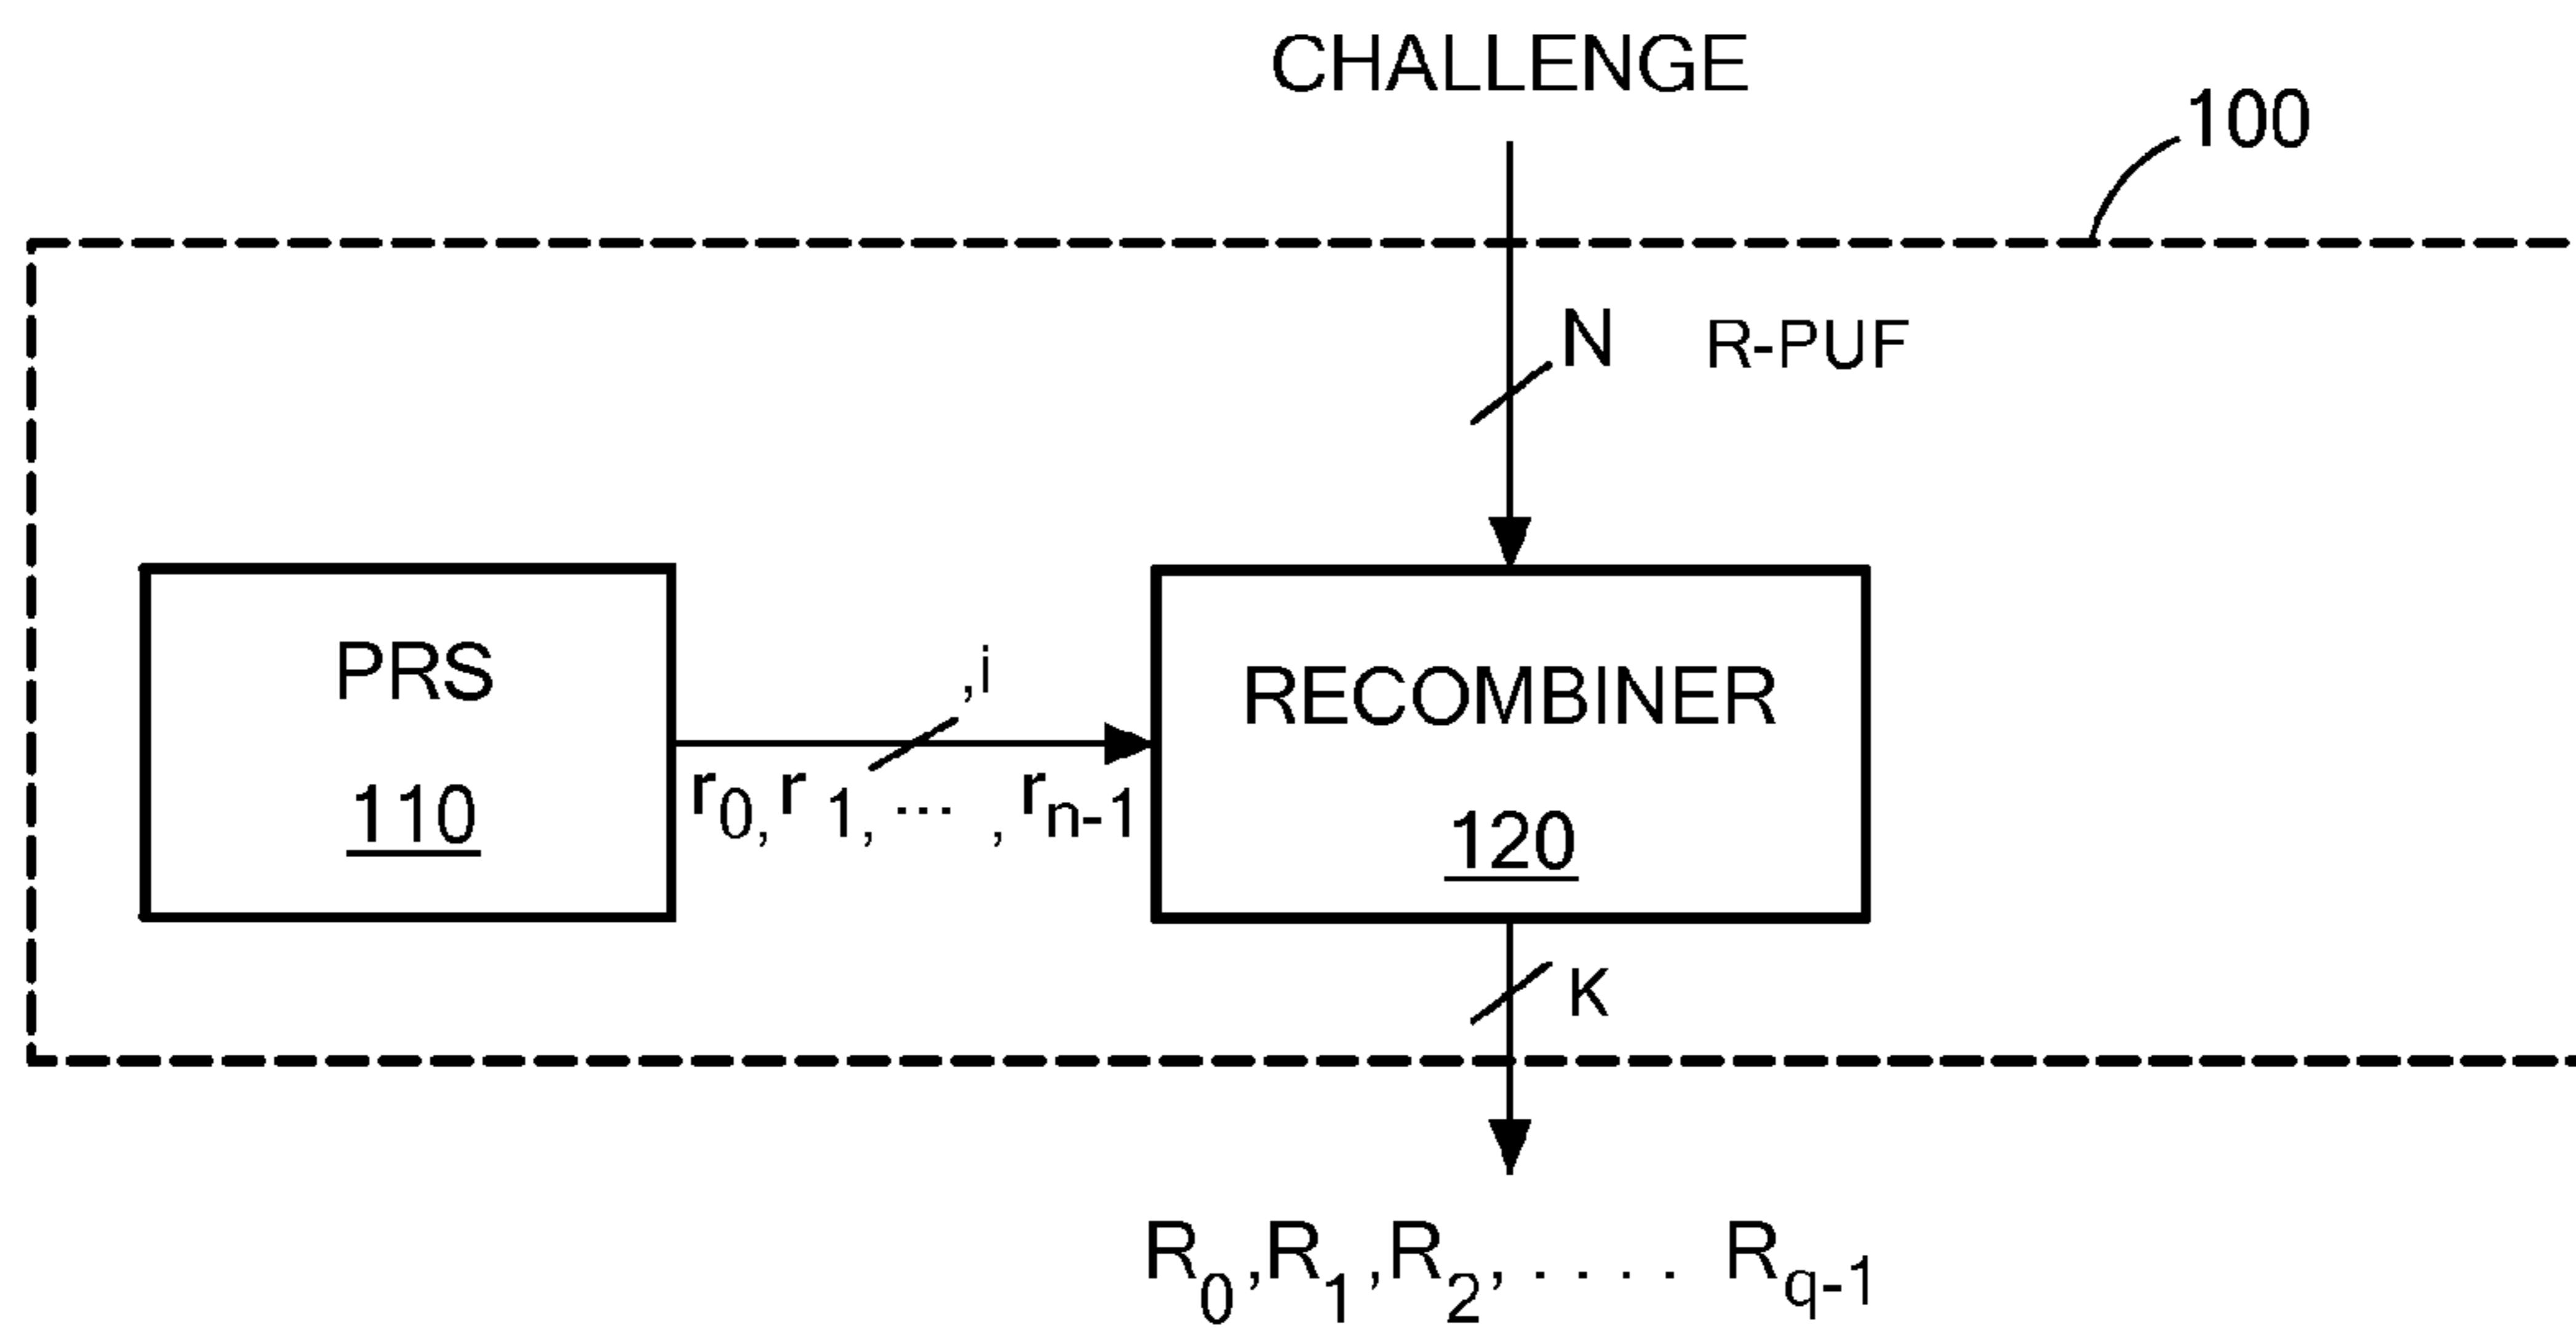 CHALLENGE
100
N
R-PUF
PRS
110
,i
r0, r1, ... , rn-1
RECOMBINER
120
K
R0,R1,R2, . . . . Rq-1